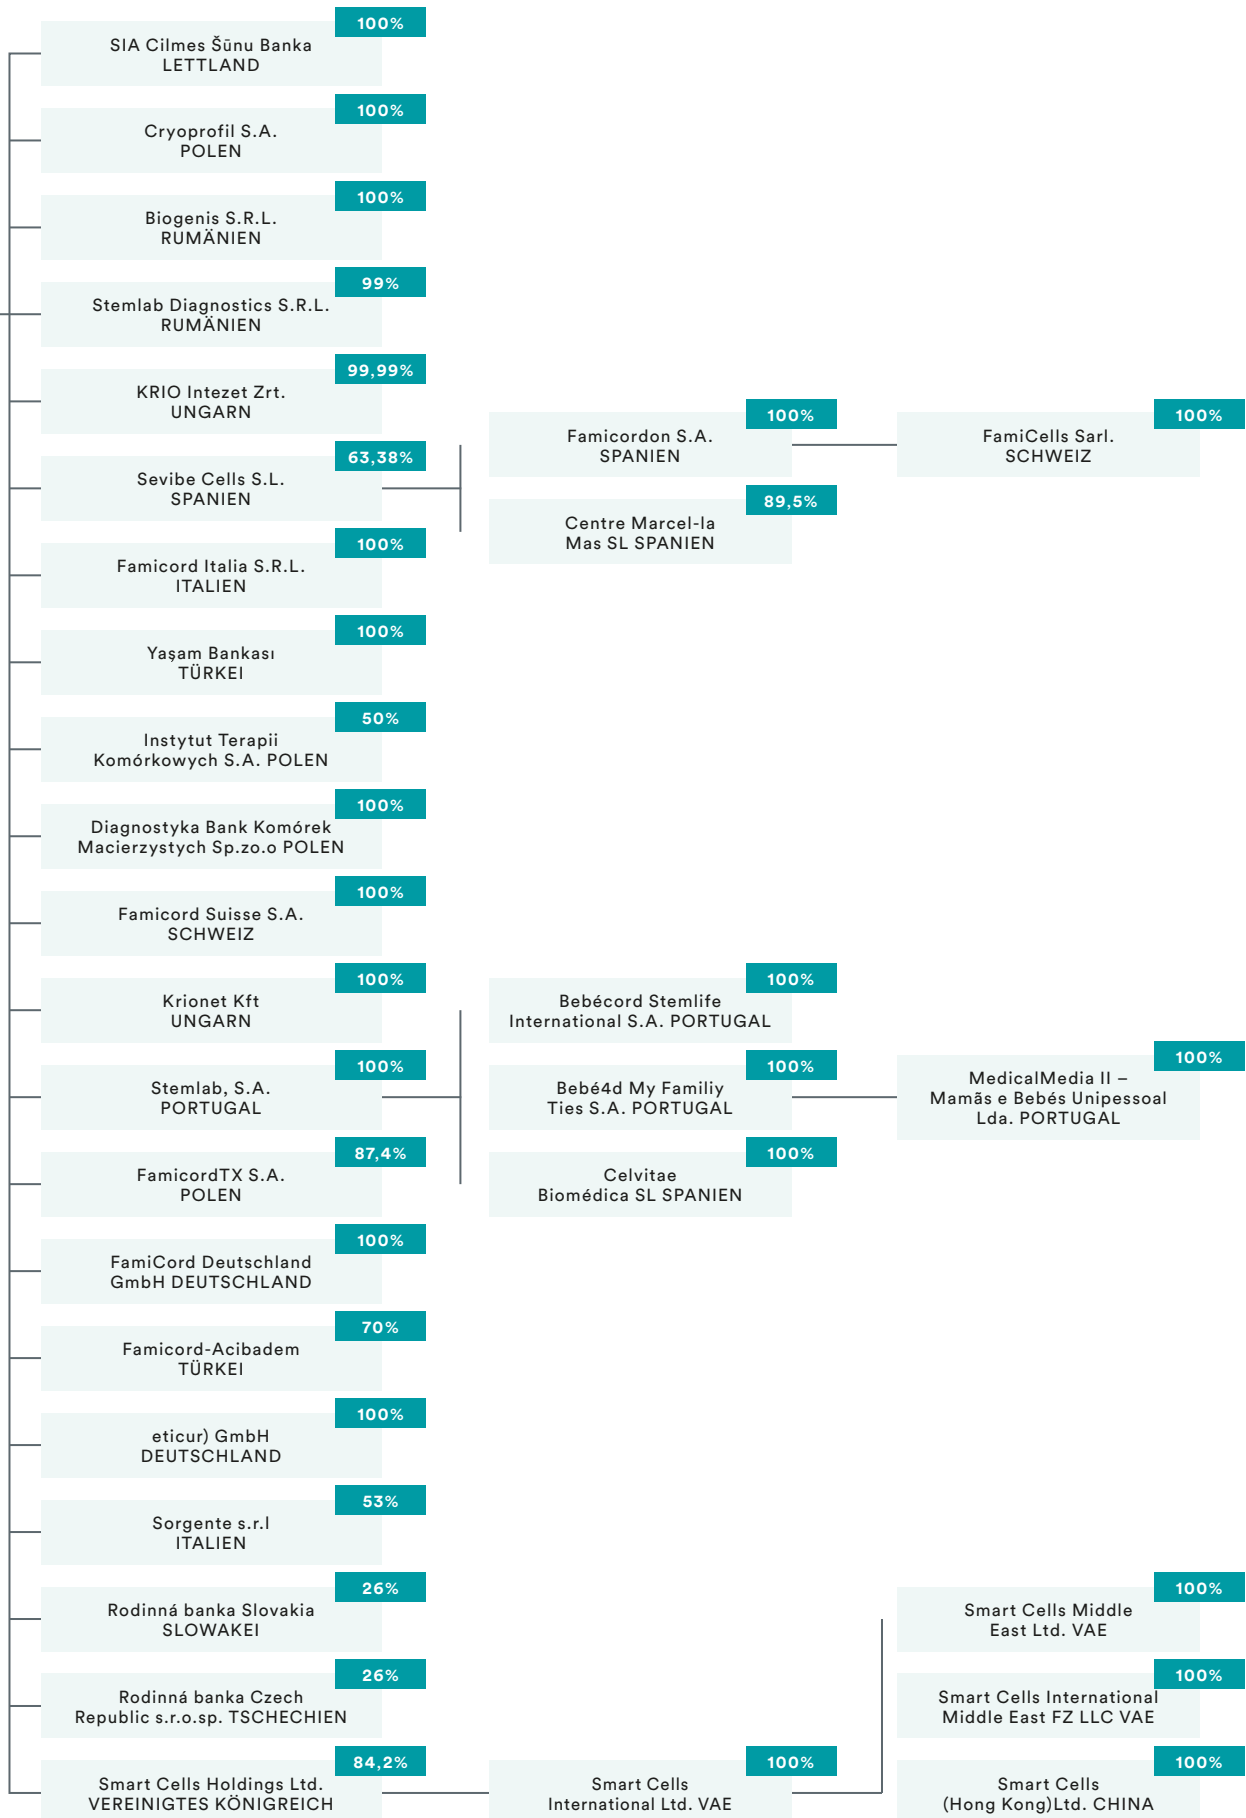 100%
SIA Cilmes Šūnu Banka
LETTLAND
100%
Cryoprofil S.A.
POLEN
100%
Biogenis S.R.L.
RUMÄNIEN
99%
Stemlab Diagnostics S.R.L.
RUMÄNIEN
99,99%
KRIO Intezet Zrt.
UNGARN
63,38%
Sevibe Cells S.L.
SPANIEN
100%
Famicordon S.A.
SPANIEN
100%
FamiCells Sarl.
SCHWEIZ
89,5%
Centre Marcel-la
Mas SL SPANIEN
100%
Famicord Italia S.R.L.
ITALIEN
100%
Yaşam Bankası
TÜRKEI
50%
Instytut Terapii
Komórkowych S.A. POLEN
100%
Diagnostyka Bank Komórek
Macierzystych Sp.zo.o POLEN
100%
Famicord Suisse S.A.
SCHWEIZ
100%
Krionet Kft
UNGARN
100%
Stemlab, S.A.
PORTUGAL
100%
Bebécord Stemlife
International S.A. PORTUGAL
100%
Bebé4d My Familiy
Ties S.A. PORTUGAL
100%
MedicalMedia II –
Mamãs e Bebés Unipessoal
Lda. PORTUGAL
100%
Celvitae
Biomédica SL SPANIEN
87,4%
FamicordTX S.A.
POLEN
100%
FamiCord Deutschland
GmbH DEUTSCHLAND
70%
Famicord-Acibadem
TÜRKEI
100%
eticur) GmbH
DEUTSCHLAND
53%
Sorgente s.r.l
ITALIEN
26%
Rodinná banka Slovakia
SLOWAKEI
26%
Rodinná banka Czech
Republic s.r.o.sp. TSCHECHIEN
84,2%
Smart Cells Holdings Ltd.
VEREINIGTES KÖNIGREICH
100%
Smart Cells
International Ltd. VAE
100%
Smart Cells Middle
East Ltd. VAE
100%
Smart Cells International
Middle East FZ LLC VAE
100%
Smart Cells
(Hong Kong)Ltd. CHINA